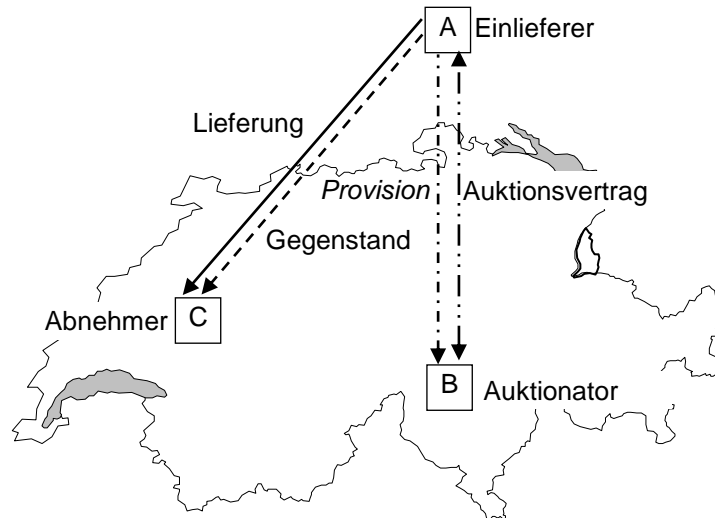 A Einlieferer
Lieferung
Provision Auktionsvertrag
Gegenstand
Abnehmer C
B Auktionator